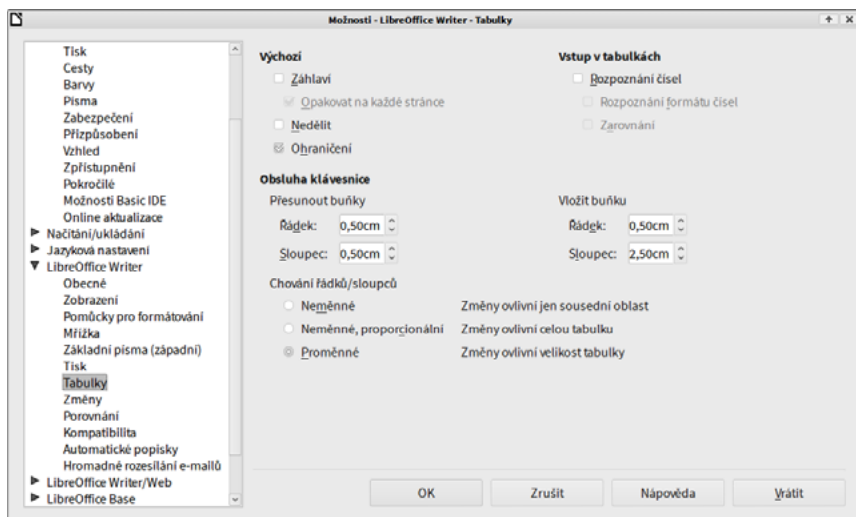 Možnosti - LibreOffice Writer - Tabulky
Tisk
Cesty
Barvy
Písma
Zabezpečení
Přizpůsobení
Vzhled
Zpřístupnění
Pokročilé
Možnosti Basic IDE
Online aktualizace
Načítání/ukládání
Jazyková nastavení
LibreOffice Writer
Obecné
Zobrazení
Pomůcky pro formátování
Mřížka
Základní písma (západní)
Tisk
Tabulky
Změny
Porovnání
Kompatibilita
Automatické popisky
Hromadné rozesílání e-mailů
LibreOffice Writer/Web
LibreOffice Base
Výchozí
Záhlaví
Opakovat na každé stránce
Nedělit
Ohraničení
Vstup v tabulkách
Rozpoznání čísel
Rozpoznání formátu čísel
Zarovnání
Obsluha klávesnice
Přesunout buňky
Řádek: 0,50cm
Sloupec: 0,50cm
Vložit buňku
Řádek: 0,50cm
Sloupec: 2,50cm
Chování řádků/sloupců
Neměnné Změny ovlivní jen sousední oblast
Neměnné, proporcionální Změny ovlivní celou tabulku
Proměnné Změny ovlivní velikost tabulky
OK Zrušit Nápověda Vrátit